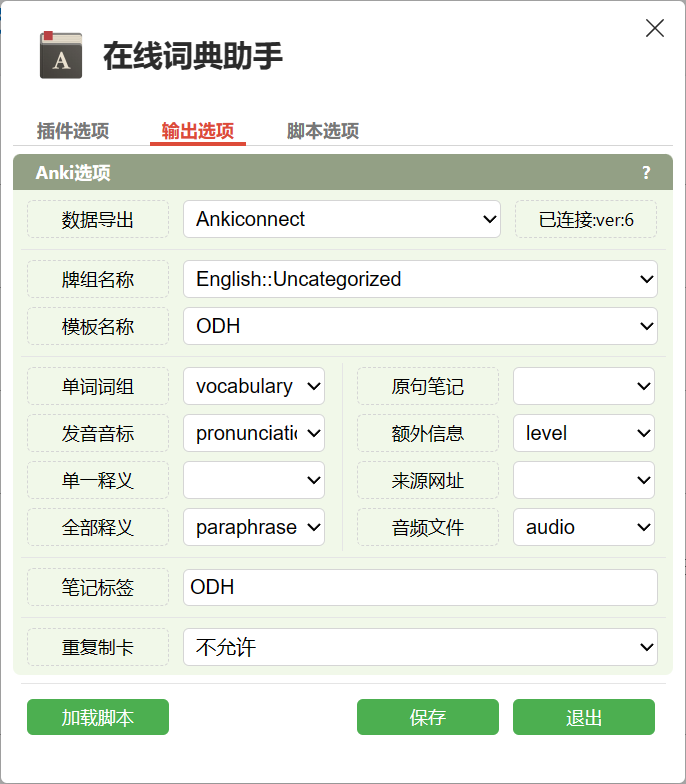 A
在线词典助手
插件选项 输出选项 脚本选项
Anki选项 ?
数据导出 Ankiconnect 已连接:ver:6
牌组名称 English::Uncategorized
模板名称 ODH
单词词组 vocabulary 原句笔记
发音音标 pronunciatic 额外信息 level
单一释义 来源网址
全部释义 paraphrase 音频文件 audio
笔记标签 ODH
重复制卡 不允许
加载脚本 保存 退出